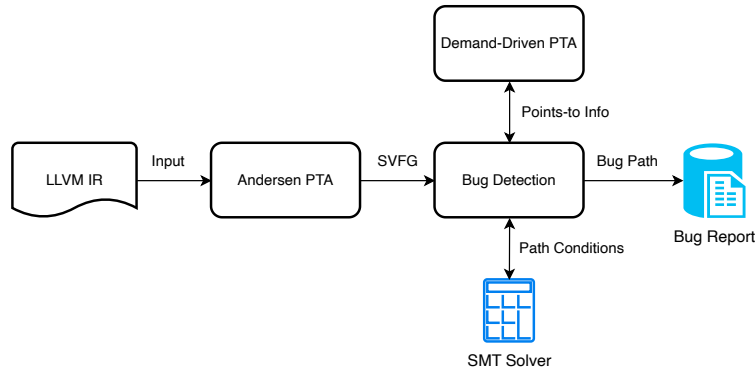 Demand-Driven PTA
Points-to Info
LLVM IR
Input
Andersen PTA
SVFG
Bug Detection
Bug Path
Bug Report
Path Conditions
SMT Solver